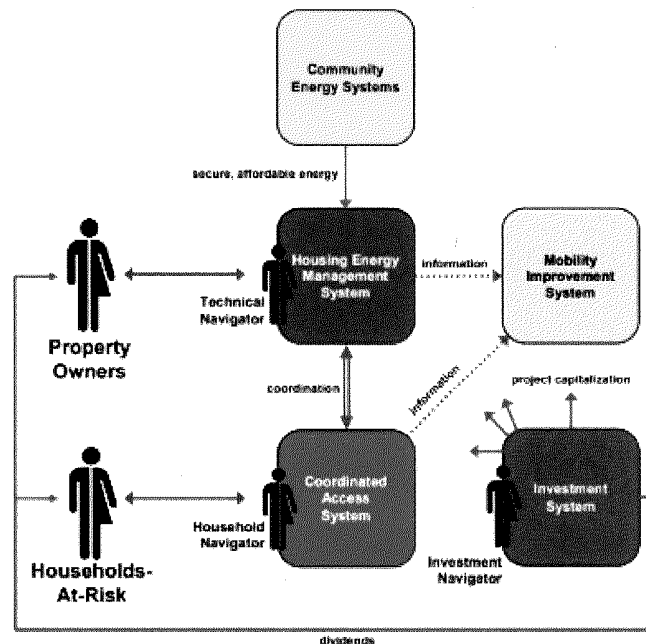 Community
Energy Systems
secure, affordable energy
Housing Energy
Management
System
information
Mobility
Improvement
System
Technical
Navigator
Property
Owners
coordination
information
project capitalization
Coordinated
Access
System
Investment
System
Household
Navigator
Investment
Navigator
Households-
At-Risk
dividends